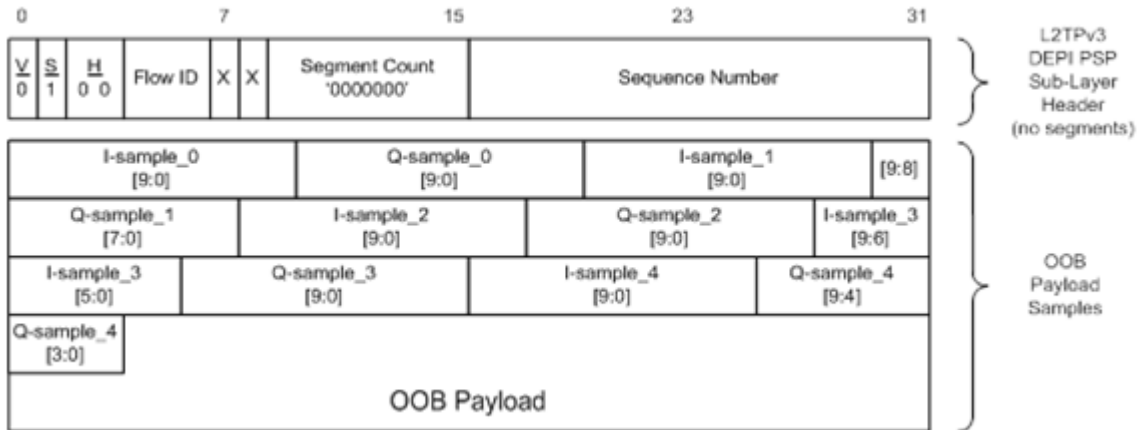 0 7 15 23 31
V S H Flow ID X X Segment Count Sequence Number
0 1 0 0 '0000000'
L2TPv3
DEPI PSP
Sub-Layer
Header
(no segments)
I-sample_0 Q-sample_0 I-sample_1
[9:0] [9:0] [9:0] [9:8]
Q-sample_1 I-sample_2 Q-sample_2 I-sample_3
[7:0] [9:0] [9:0] [9:6]
I-sample_3 Q-sample_3 I-sample_4 Q-sample_4
[5:0] [9:0] [9:0] [9:4]
Q-sample_4
[3:0]
OOB Payload
OOB
Payload
Samples